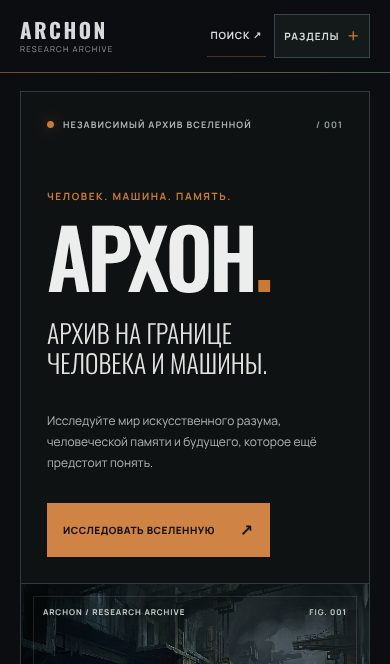 ARCHON
RESEARCH ARCHIVE
ПОИСК ↗
РАЗДЕЛЫ +
НЕЗАВИСИМЫЙ АРХИВ ВСЕЛЕННОЙ
/ 001
ЧЕЛОВЕК. МАШИНА. ПАМЯТЬ.
АРХОН.
АРХИВ НА ГРАНИЦЕ
ЧЕЛОВЕКА И МАШИНЫ.
Исследуйте мир искусственного разума,
человеческой памяти и будущего, которое ещё
предстоит понять.
ИССЛЕДОВАТЬ ВСЕЛЕННУЮ ↗
ARCHON / RESEARCH ARCHIVE
FIG. 001